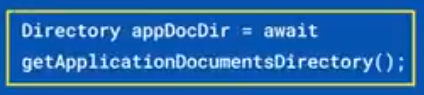 Directory appDocDir = await
getApplicationDocumentsDirectory();